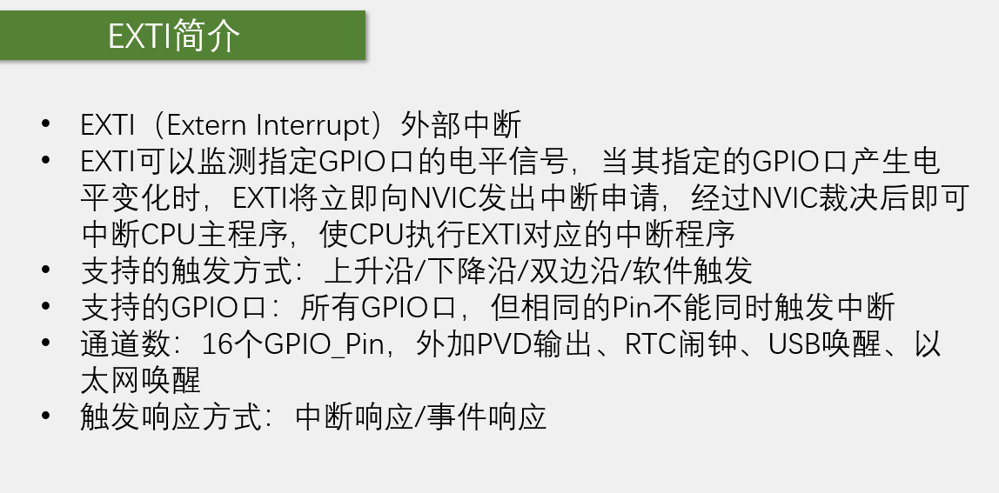 EXTI简介
• EXTI（Extern Interrupt）外部中断
• EXTI可以监测指定GPIO口的电平信号，当其指定的GPIO口产生电
平变化时，EXTI将立即向NVIC发出中断申请，经过NVIC裁决后即可
中断CPU主程序，使CPU执行EXTI对应的中断程序
• 支持的触发方式：上升沿/下降沿/双边沿/软件触发
• 支持的GPIO口：所有GPIO口，但相同的Pin不能同时触发中断
• 通道数：16个GPIO_Pin，外加PVD输出、RTC闹钟、USB唤醒、以
太网唤醒
• 触发响应方式：中断响应/事件响应